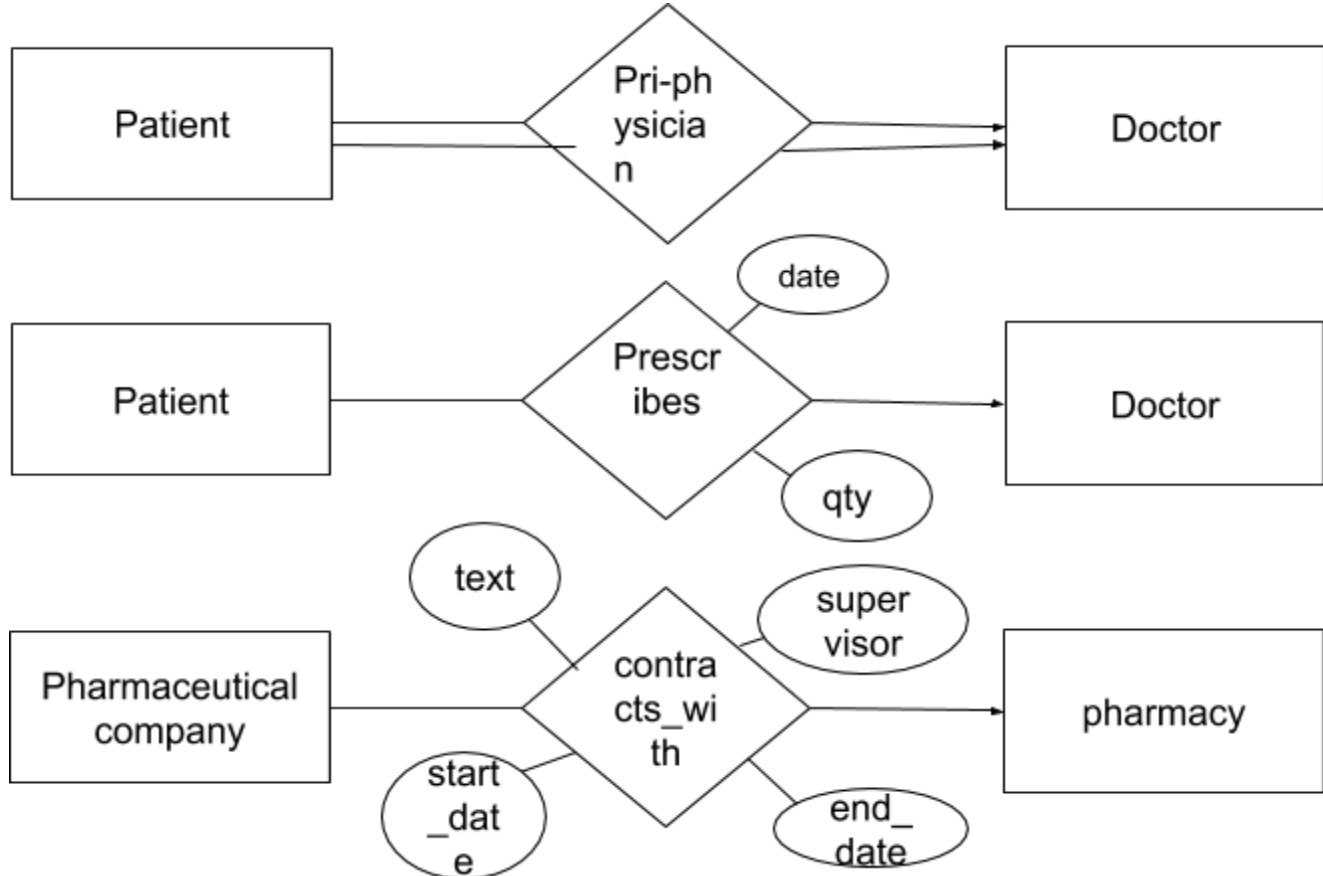 Patient
Pri-ph
ysicia
n
Doctor
date
Patient
Prescr
ibes
Doctor
qty
text
super
visor
Pharmaceutical
company
contra
cts_wi
th
pharmacy
start
_dat
e
end_
date